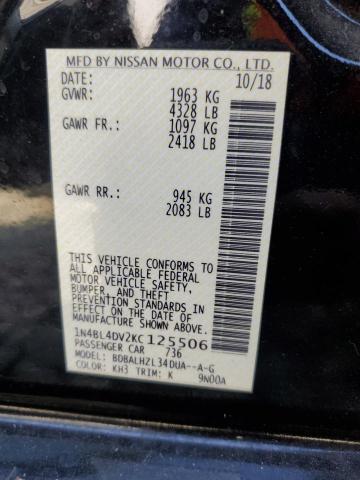 MFD BY NISSAN MOTOR CO., LTD.
DATE: 10/18
GVWR: 1963 KG
4328 LB
GAWR FR: 1097 KG
2418 LB
GAWR RR: 945 KG
2083 LB
THIS VEHICLE CONFORMS TO
ALL APPLICABLE FEDERAL
MOTOR VEHICLE SAFETY,
BUMPER, AND THEFT
PREVENTION STANDARDS IN
EFFECT ON THE DATE OF
MANUFACTURE SHOWN ABOVE.
1N4BL4DV2KC125506
PASSENGER CAR 736
MODEL: BDBALHZL34DUA--A-G
COLOR: KH3 TRIM: K 9N00A